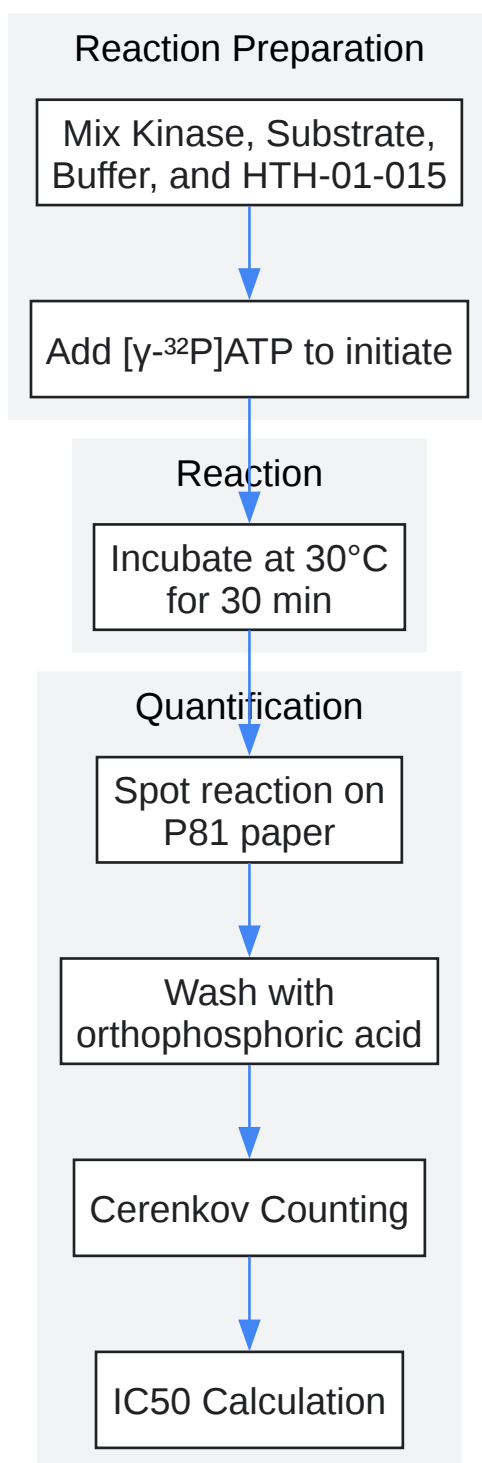 Reaction Preparation
Mix Kinase, Substrate,
Buffer, and HTH-01-015
Add [γ-³²P]ATP to initiate
Reaction
Incubate at 30°C
for 30 min
Quantification
Spot reaction on
P81 paper
Wash with
orthophosphoric acid
Cerenkov Counting
IC50 Calculation